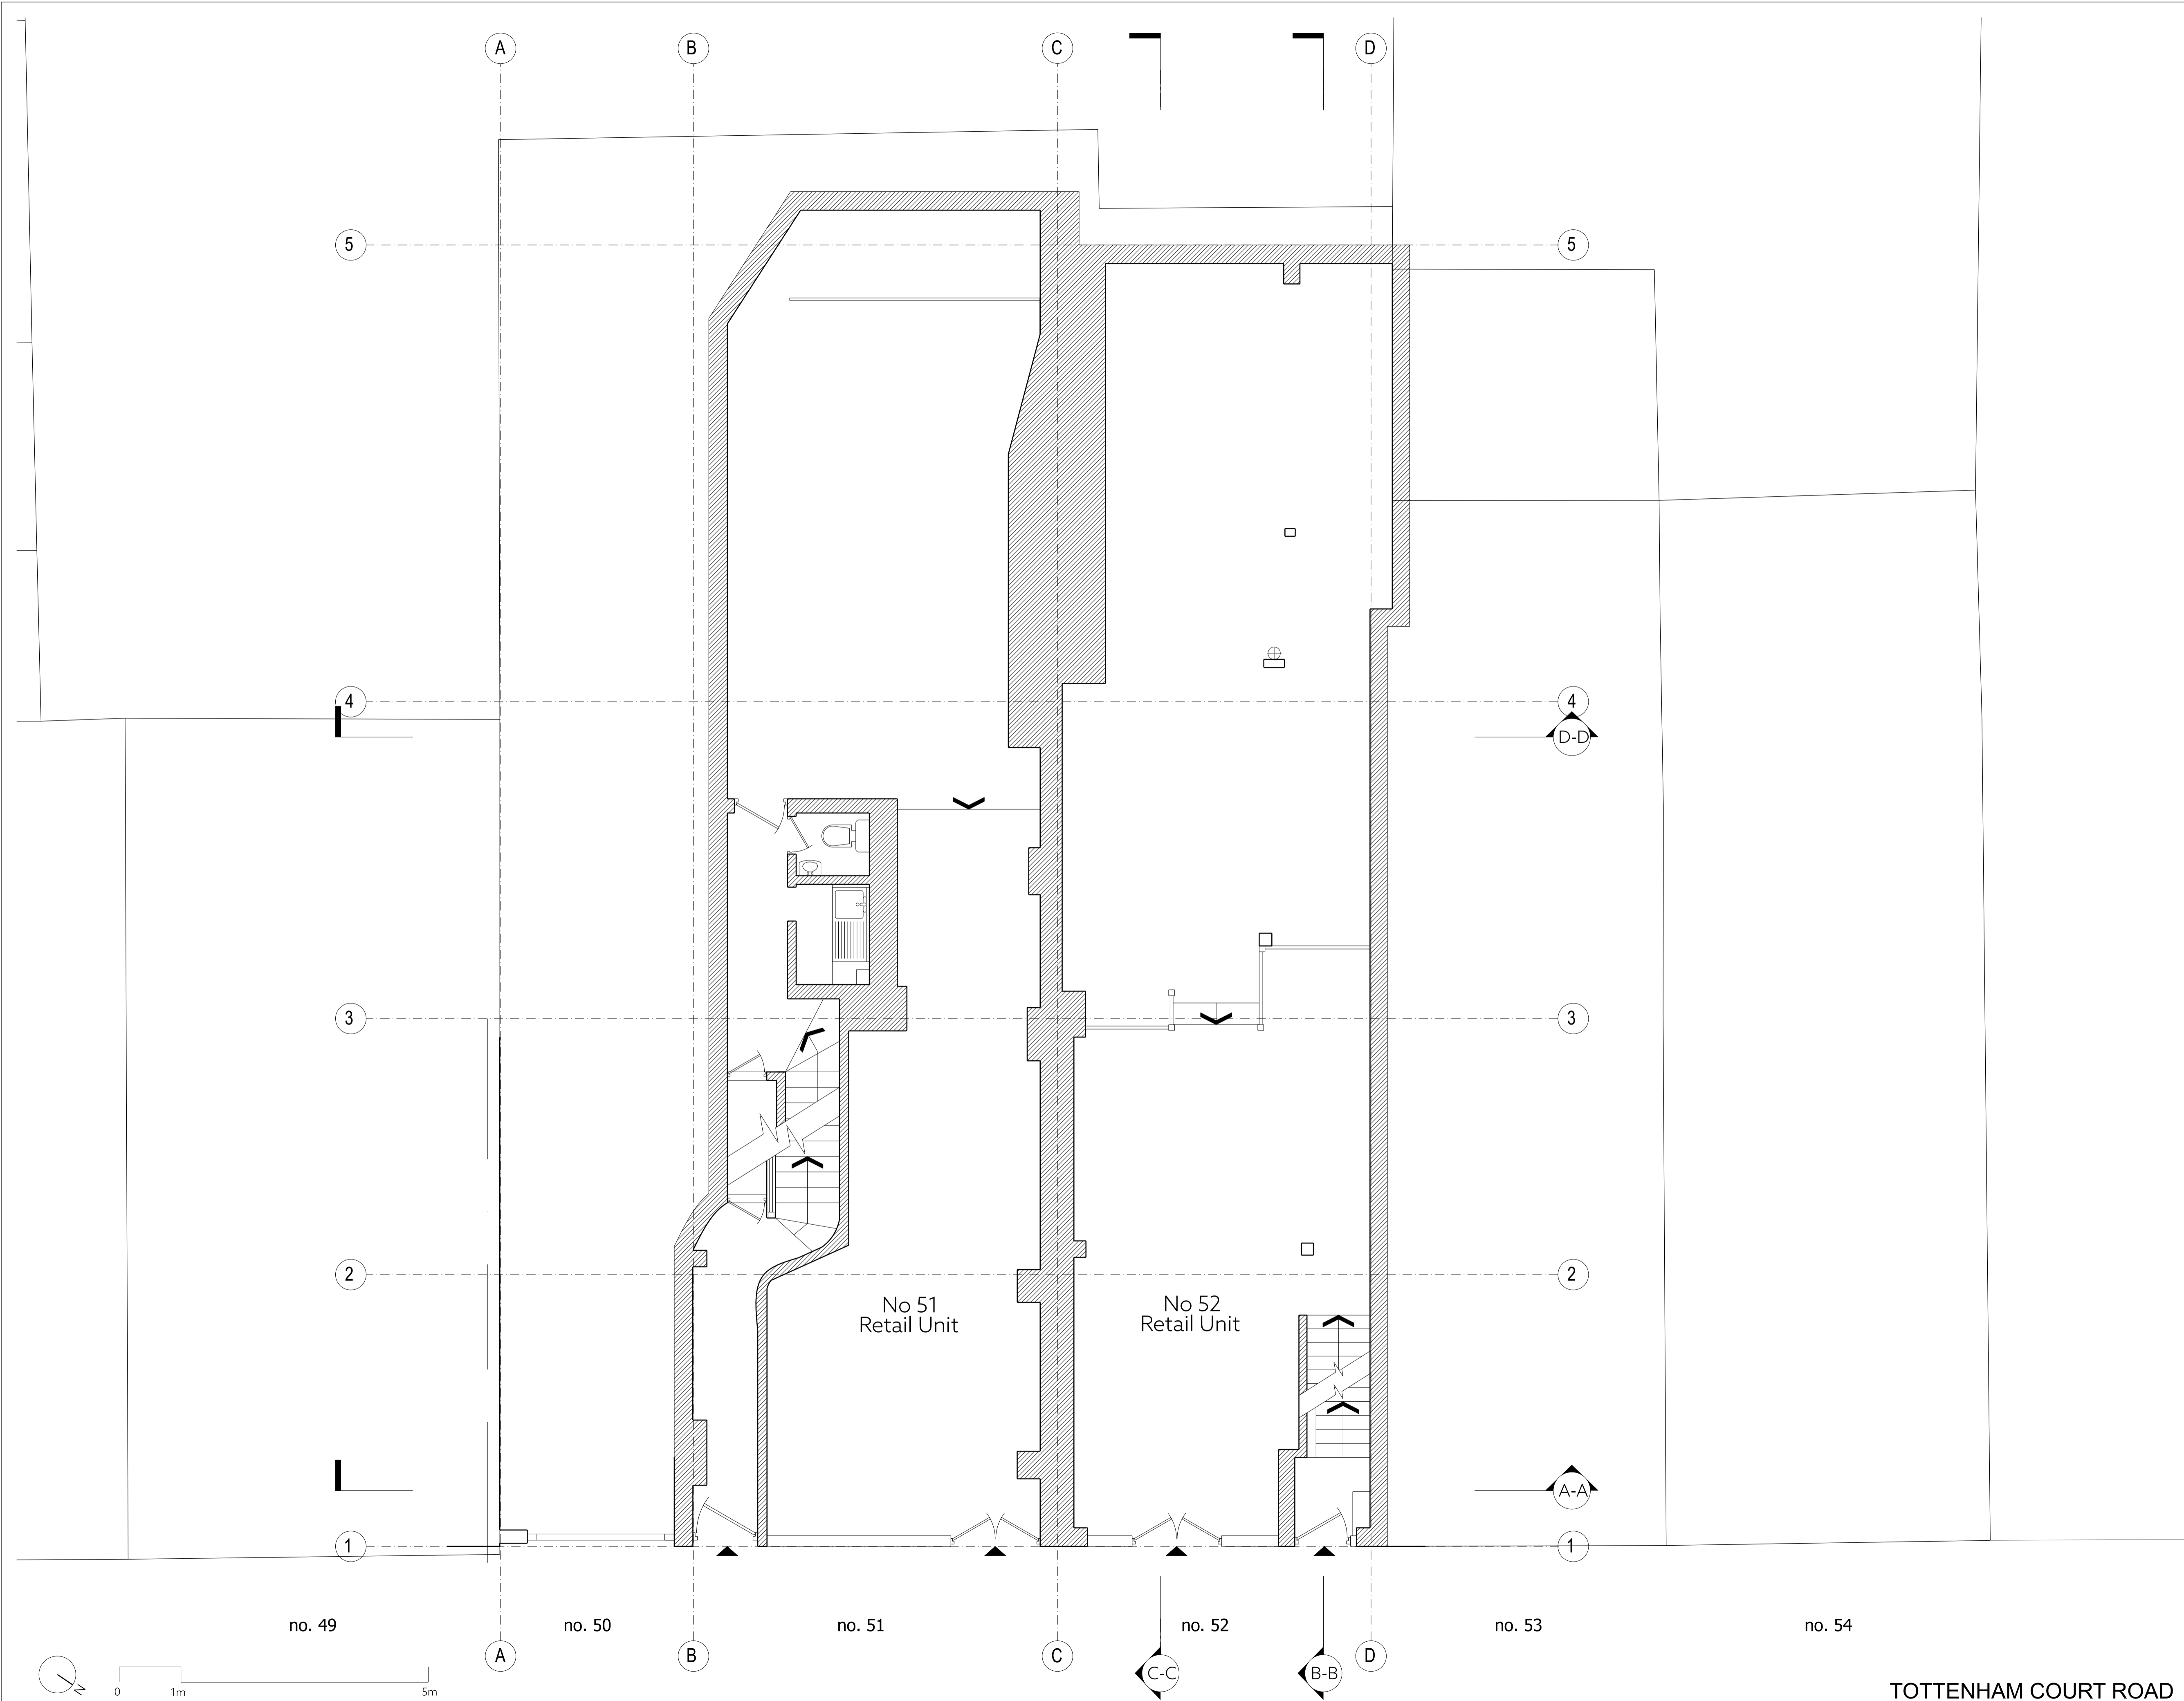 A B C D
5 5
4 4
D-D
3 3
2 2
No 51
Retail Unit
No 52
Retail Unit
A-A
1 1
no. 49 no. 50 no. 51 no. 52 no. 53 no. 54
A B C D
C-C B-B
N
0 1m 5m
TOTTENHAM COURT ROAD